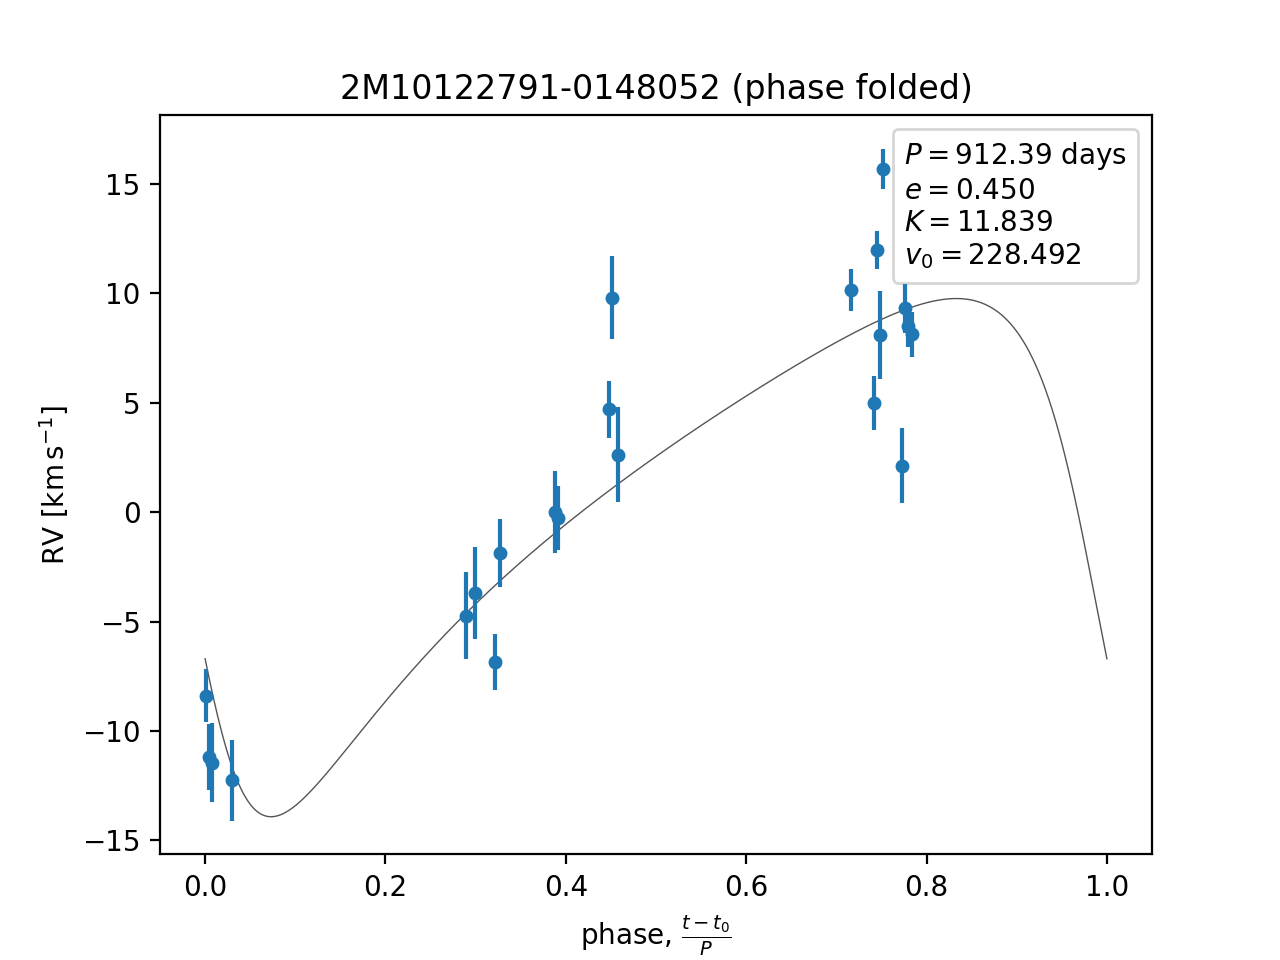 2M10122791-0148052 (phase folded)
P = 912.39 days
e = 0.450
K = 11.839
v₀ = 228.492
RV [km s⁻¹]
15
10
5
0
−5
−10
−15
0.0 0.2 0.4 0.6 0.8 1.0
phase, (t − t₀)/P